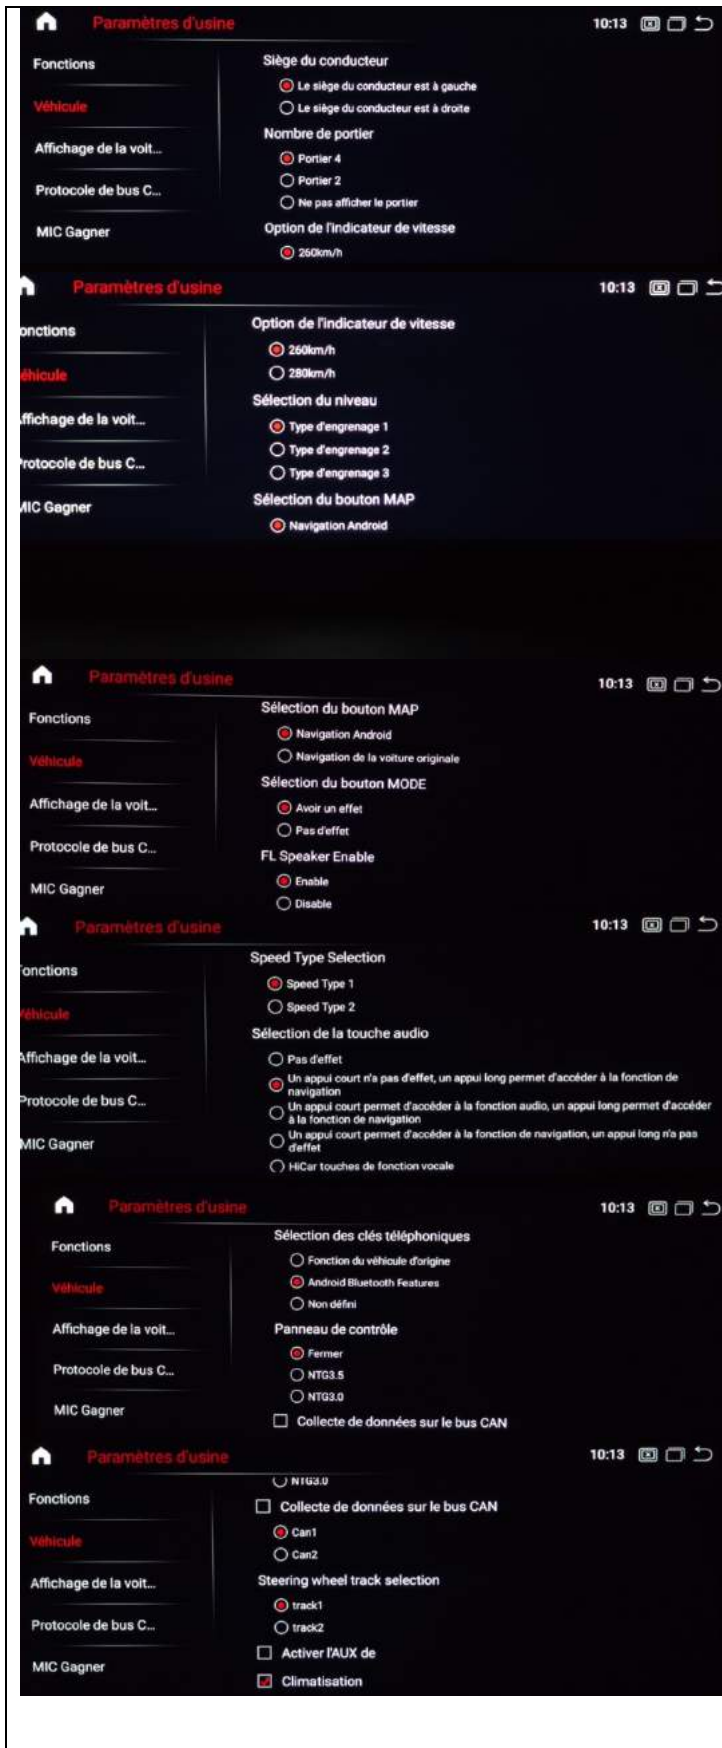 Paramètres d'usine
10:13
Fonctions
Véhicule
Affichage de la voit...
Protocole de bus C...
MIC Gagner
Siège du conducteur
Le siège du conducteur est à gauche
Le siège du conducteur est à droite
Nombre de portier
Portier 4
Portier 2
Ne pas afficher le portier
Option de l'indicateur de vitesse
260km/h
Paramètres d'usine
10:13
onctions
éhicule
ffichage de la voit...
rotocole de bus C...
MIC Gagner
Option de l'indicateur de vitesse
260km/h
280km/h
Sélection du niveau
Type d'engrenage 1
Type d'engrenage 2
Type d'engrenage 3
Sélection du bouton MAP
Navigation Android
Paramètres d'usine
10:13
Fonctions
Véhicule
Affichage de la voit...
Protocole de bus C...
MIC Gagner
Sélection du bouton MAP
Navigation Android
Navigation de la voiture originale
Sélection du bouton MODE
Avoir un effet
Pas d'effet
FL Speaker Enable
Enable
Disable
Paramètres d'usine
10:13
onctions
éhicule
Affichage de la voit...
Protocole de bus C...
MIC Gagner
Speed Type Selection
Speed Type 1
Speed Type 2
Sélection de la touche audio
Pas d'effet
Un appui court n'a pas d'effet, un appui long permet d'accéder à la fonction de
navigation
Un appui court permet d'accéder à la fonction audio, un appui long permet d'accéder
à la fonction de navigation
Un appui court permet d'accéder à la fonction de navigation, un appui long n'a pas
d'effet
HiCar touches de fonction vocale
Paramètres d'usine
10:13
Fonctions
Véhicule
Affichage de la voit...
Protocole de bus C...
MIC Gagner
Sélection des clés téléphoniques
Fonction du véhicule d'origine
Android Bluetooth Features
Non défini
Panneau de contrôle
Fermer
NTG3.5
NTG3.0
Collecte de données sur le bus CAN
Paramètres d'usine
10:13
Fonctions
Véhicule
Affichage de la voit...
Protocole de bus C...
MIC Gagner
NTG3.0
Collecte de données sur le bus CAN
Can1
Can2
Steering wheel track selection
track1
track2
Activer l'AUX de
Climatisation